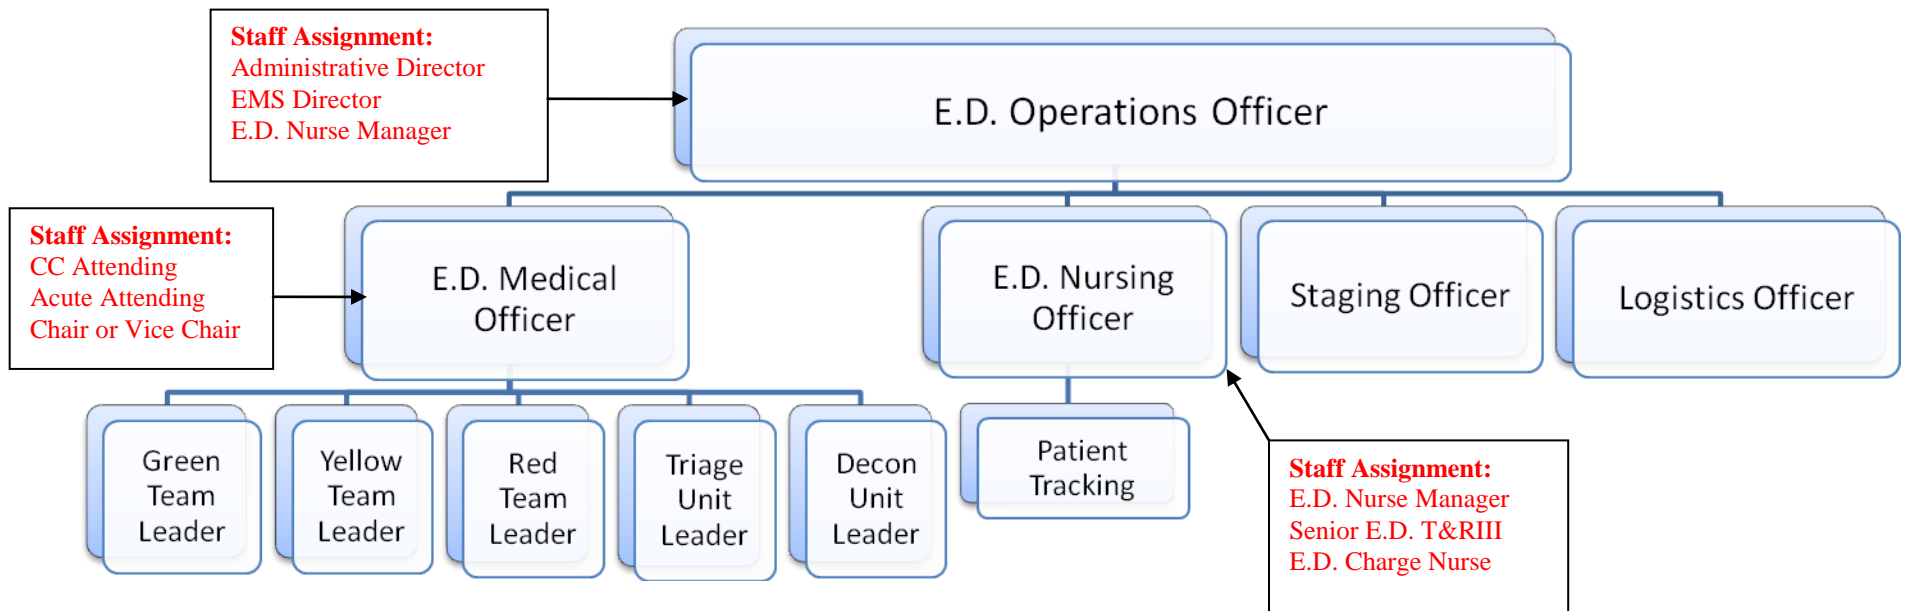 Staff Assignment:
Administrative Director
EMS Director
E.D. Nurse Manager
E.D. Operations Officer
Staff Assignment:
CC Attending
Acute Attending
Chair or Vice Chair
E.D. Medical
Officer
E.D. Nursing
Officer
Staging Officer
Logistics Officer
Green
Team
Leader
Yellow
Team
Leader
Red
Team
Leader
Triage
Unit
Leader
Decon
Unit
Leader
Patient
Tracking
Staff Assignment:
E.D. Nurse Manager
Senior E.D. T&RIII
E.D. Charge Nurse